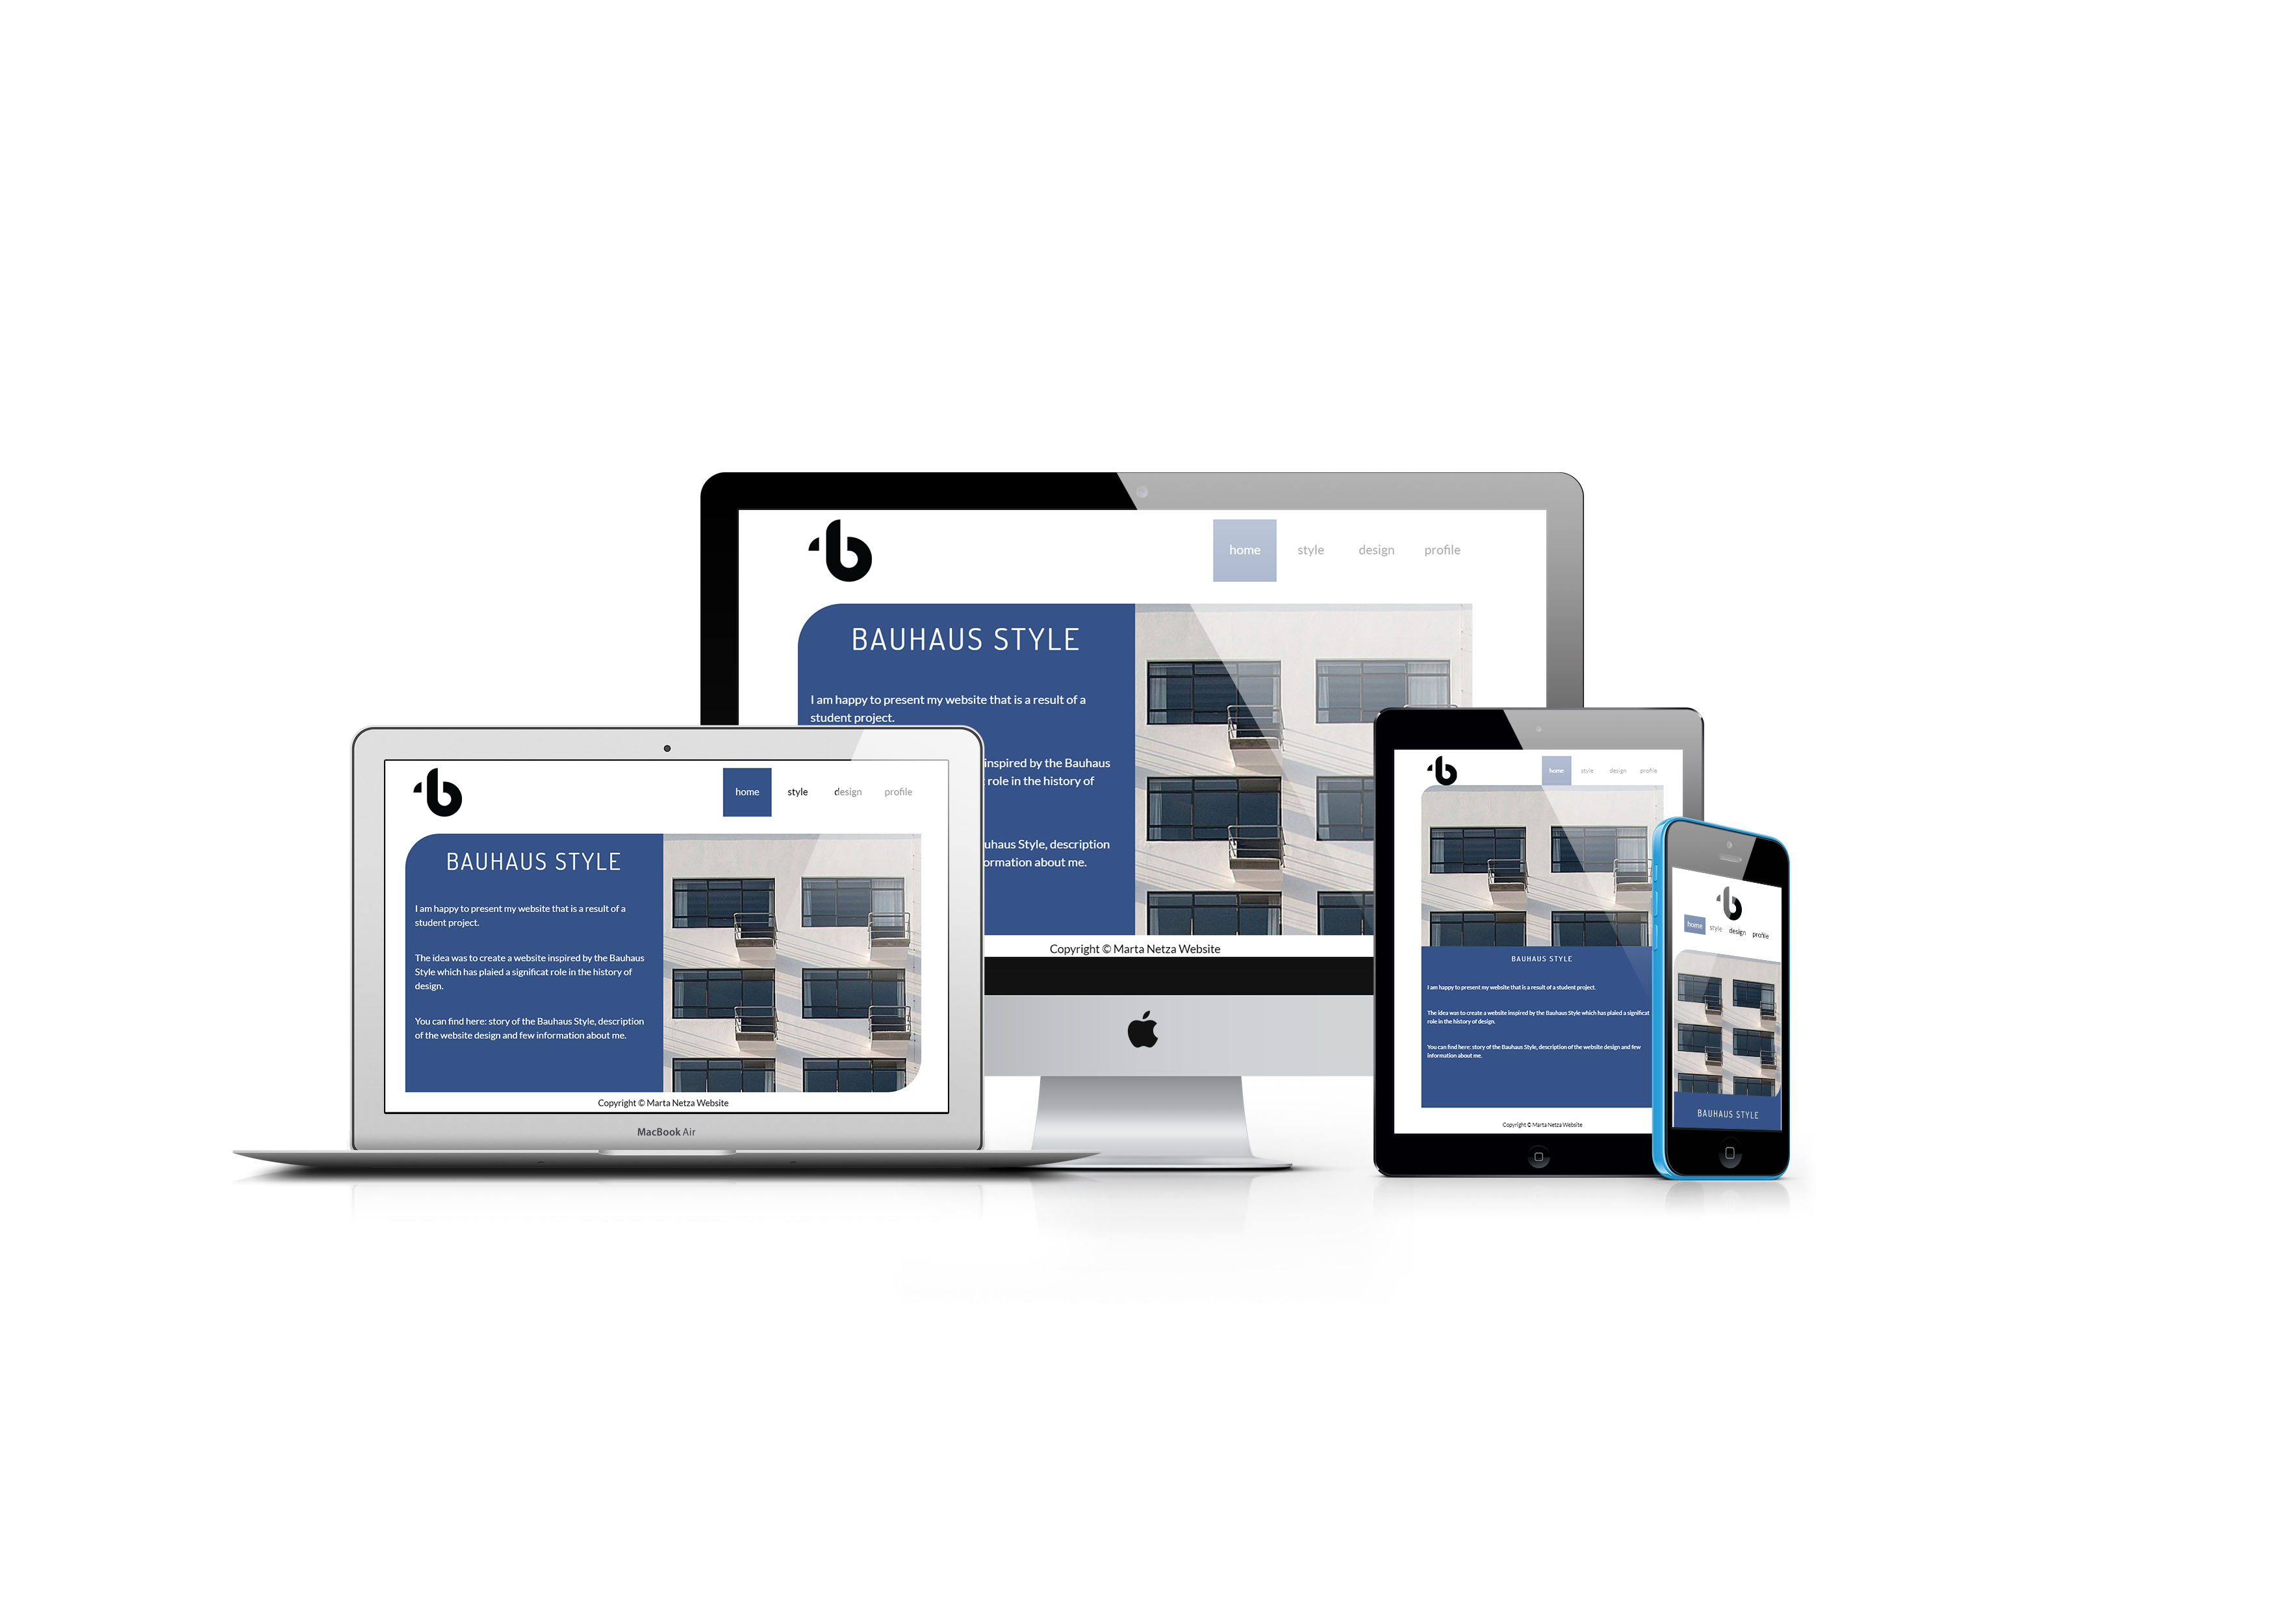 b
home style design profile
BAUHAUS STYLE
I am happy to present my website that is a result of a
student project.
inspired by the Bauhaus
role in the history of
uhaus Style, description
ormation about me.
Copyright © Marta Netza Website
b
home style design profile
BAUHAUS STYLE
I am happy to present my website that is a result of a
student project.
The idea was to create a website inspired by the Bauhaus
Style which has plaied a significat role in the history of
design.
You can find here: story of the Bauhaus Style, description
of the website design and few information about me.
Copyright © Marta Netza Website
MacBook Air
b
home style design profile
BAUHAUS STYLE
I am happy to present my website that is a result of a student project.
The idea was to create a website inspired by the Bauhaus Style which has plaied a significat
role in the history of design.
You can find here: story of the Bauhaus Style, description of the website design and few
information about me.
Copyright © Marta Netza Website
b
home style design profile
BAUHAUS STYLE